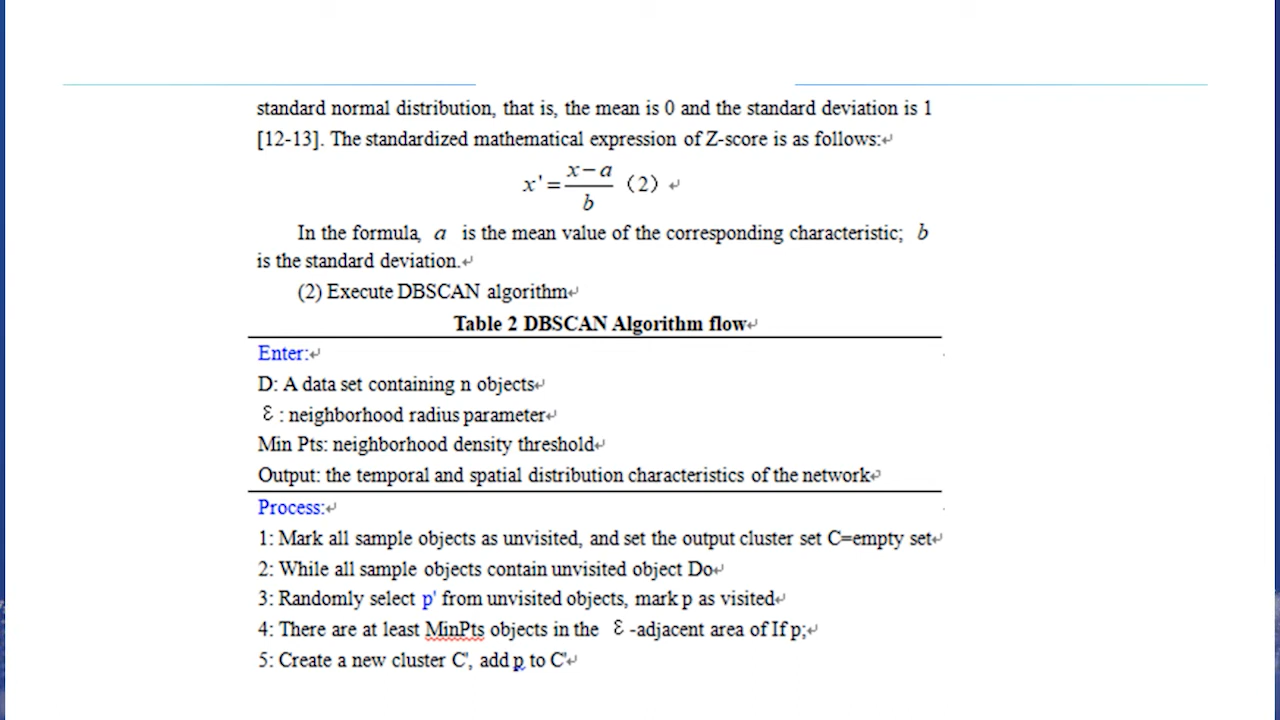 standard normal distribution, that is, the mean is 0 and the standard deviation is 1
[12-13]. The standardized mathematical expression of Z-score is as follows:↵
x'=x−a/b (2) ↵
In the formula, a is the mean value of the corresponding characteristic; b
is the standard deviation.↵
(2) Execute DBSCAN algorithm↵
Table 2 DBSCAN Algorithm flow↵
Enter:↵
D: A data set containing n objects↵
ε : neighborhood radius parameter↵
Min Pts: neighborhood density threshold↵
Output: the temporal and spatial distribution characteristics of the network↵
Process:↵
1: Mark all sample objects as unvisited, and set the output cluster set C=empty set↵
2: While all sample objects contain unvisited object Do↵
3: Randomly select p' from unvisited objects, mark p as visited↵
4: There are at least MinPts objects in the ε -adjacent area of If p;↵
5: Create a new cluster C', add p to C'↵